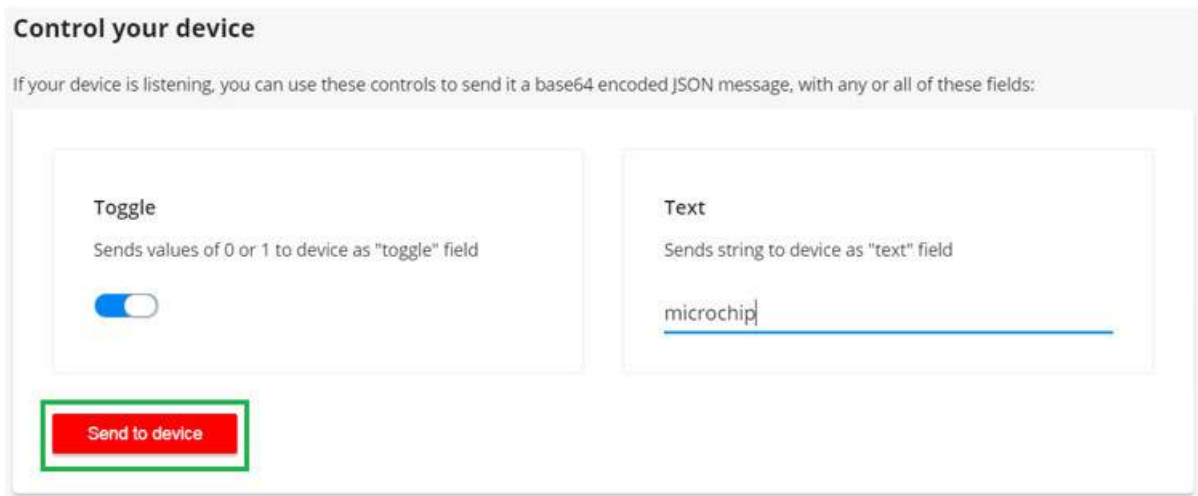 Control your device
If your device is listening, you can use these controls to send it a base64 encoded JSON message, with any or all of these fields:
Toggle
Sends values of 0 or 1 to device as "toggle" field
Text
Sends string to device as "text" field
microchip
Send to device